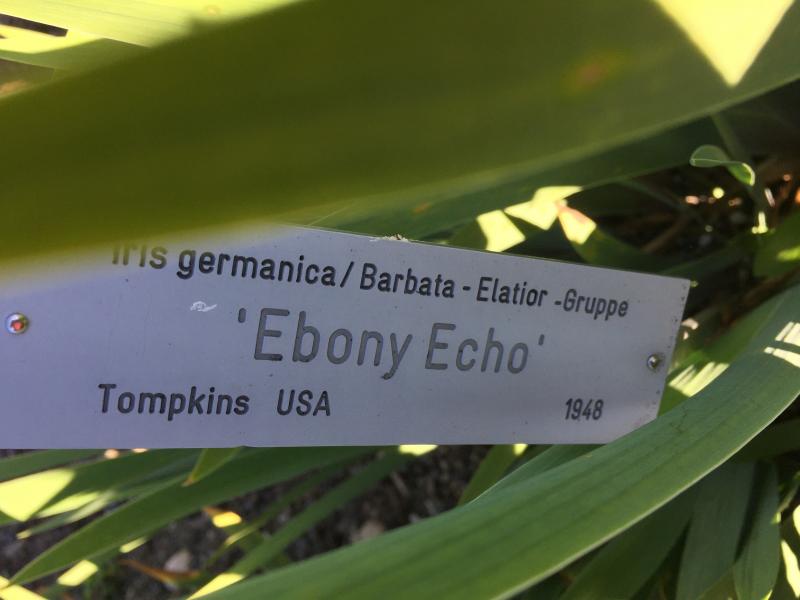 Iris germanica/Barbata - Elatior - Gruppe
'Ebony Echo'
Tompkins USA 1948